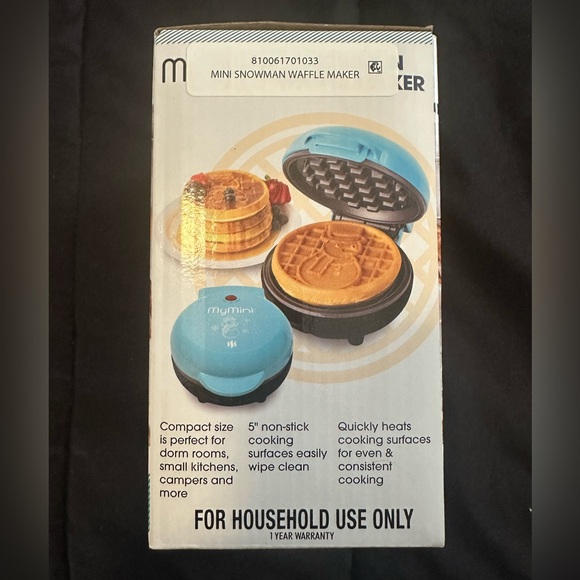 810061701033
MINI SNOWMAN WAFFLE MAKER
m
N
KER
MyMini
Compact size
is perfect for
dorm rooms,
small kitchens,
campers and
more
5" non-stick
cooking
surfaces easily
wipe clean
Quickly heats
cooking surfaces
for even &
consistent
cooking
FOR HOUSEHOLD USE ONLY
1 YEAR WARRANTY